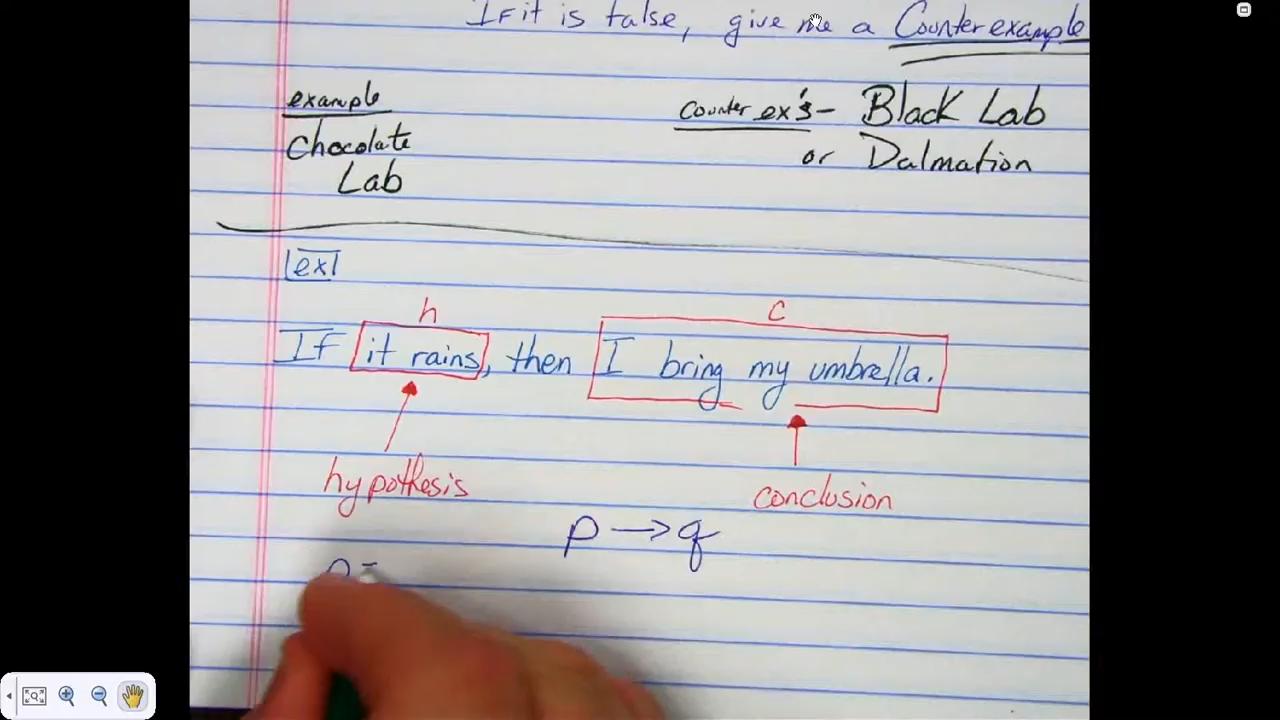 If it is false, give me a Counterexample
example
Chocolate
Lab
Counter ex's - Black Lab
or Dalmation
ex
h
c
If it rains, then I bring my umbrella.
hypothesis
conclusion
p → q
p =